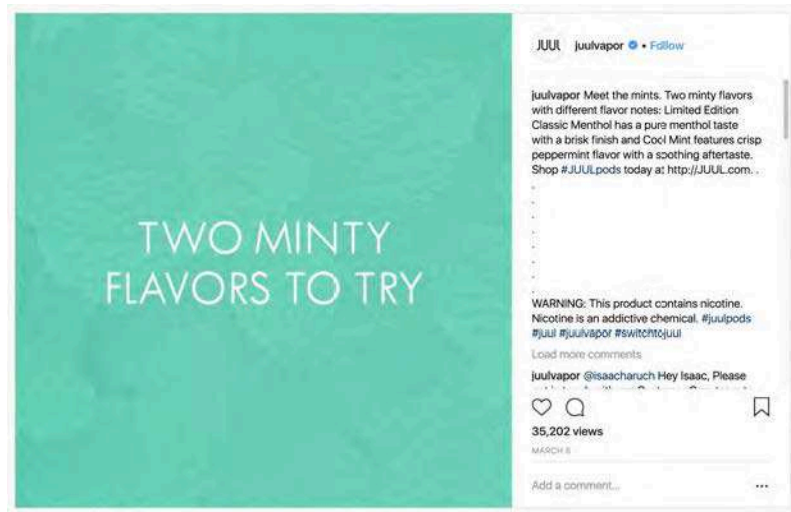 TWO MINTY
FLAVORS TO TRY
JUUL juulvapor • Follow
juulvapor Meet the mints. Two minty flavors
with different flavor notes: Limited Edition
Classic Menthol has a pure menthol taste
with a brisk finish and Cool Mint features crisp
peppermint flavor with a soothing aftertaste.
Shop #JUULpods today at http://JUUL.com. .
.
.
.
.
.
.
.
.
WARNING: This product contains nicotine.
Nicotine is an addictive chemical. #juulpods
#juul #juulvapor #switchtojuul
Load more comments
juulvapor @isaacharuch Hey Isaac, Please
35,202 views
Add a comment...